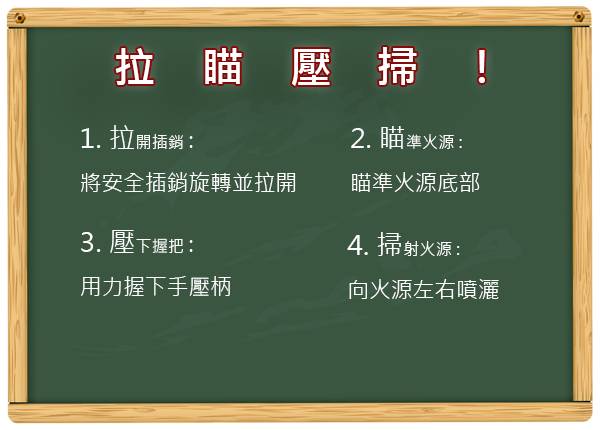 拉 瞄 壓 掃 !
1. 拉開插銷:
將安全插銷旋轉並拉開
2. 瞄準火源:
瞄準火源底部
3. 壓下握把:
用力握下手壓柄
4. 掃射火源:
向火源左右噴灑